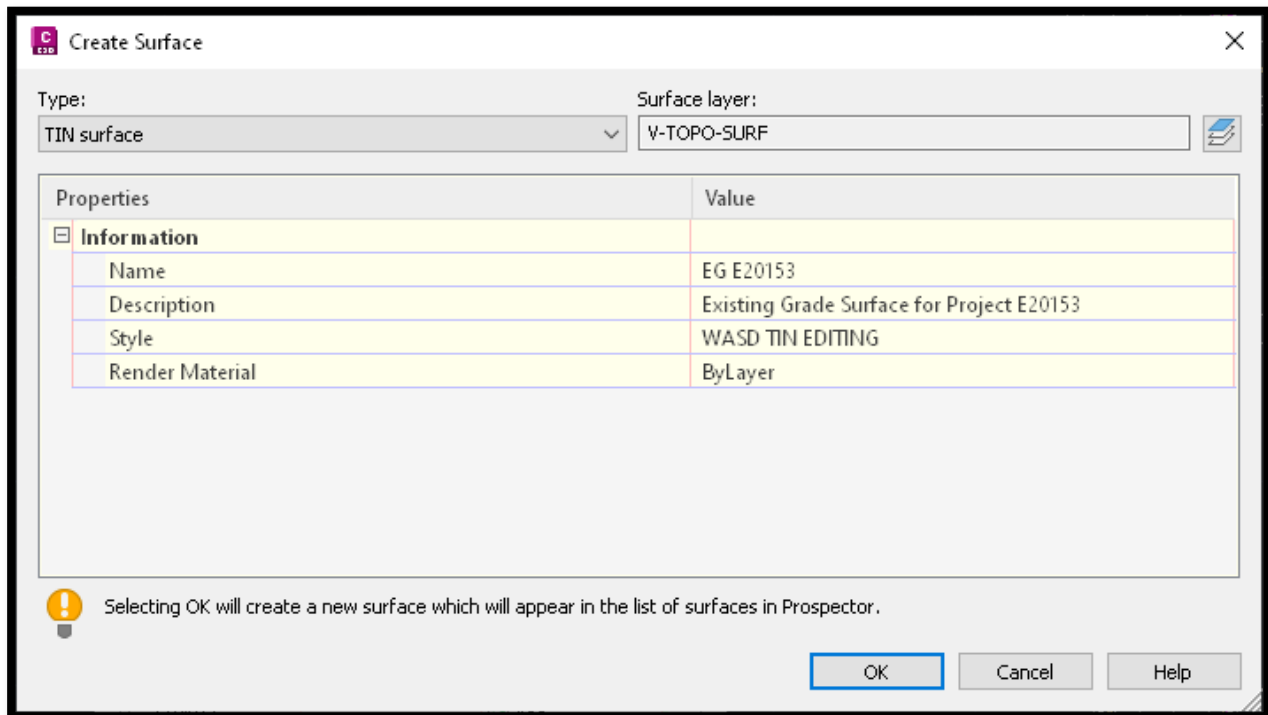 C
C3D
Create Surface
Type:
Surface layer:
TIN surface
V-TOPO-SURF
Properties
Value
Information
Name
EG E20153
Description
Existing Grade Surface for Project E20153
Style
WASD TIN EDITING
Render Material
ByLayer
Selecting OK will create a new surface which will appear in the list of surfaces in Prospector.
OK
Cancel
Help